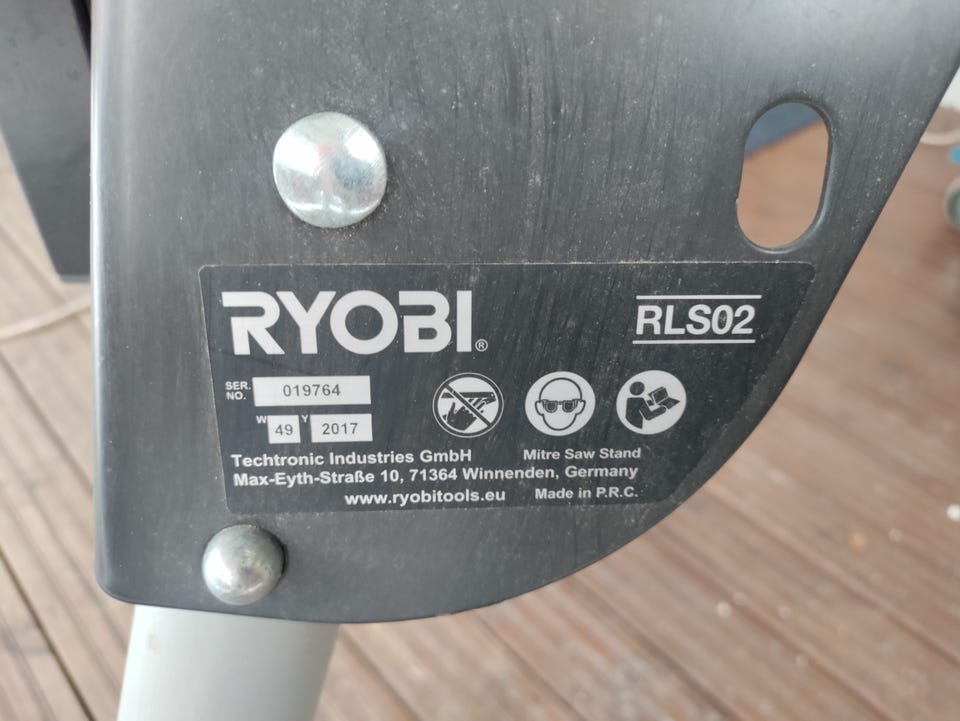 RYOBI®
RLS02
SER. NO. 019764
W 49 Y 2017
Techtronic Industries GmbH
Mitre Saw Stand
Max-Eyth-Straße 10, 71364 Winnenden, Germany
www.ryobitools.eu
Made in P.R.C.